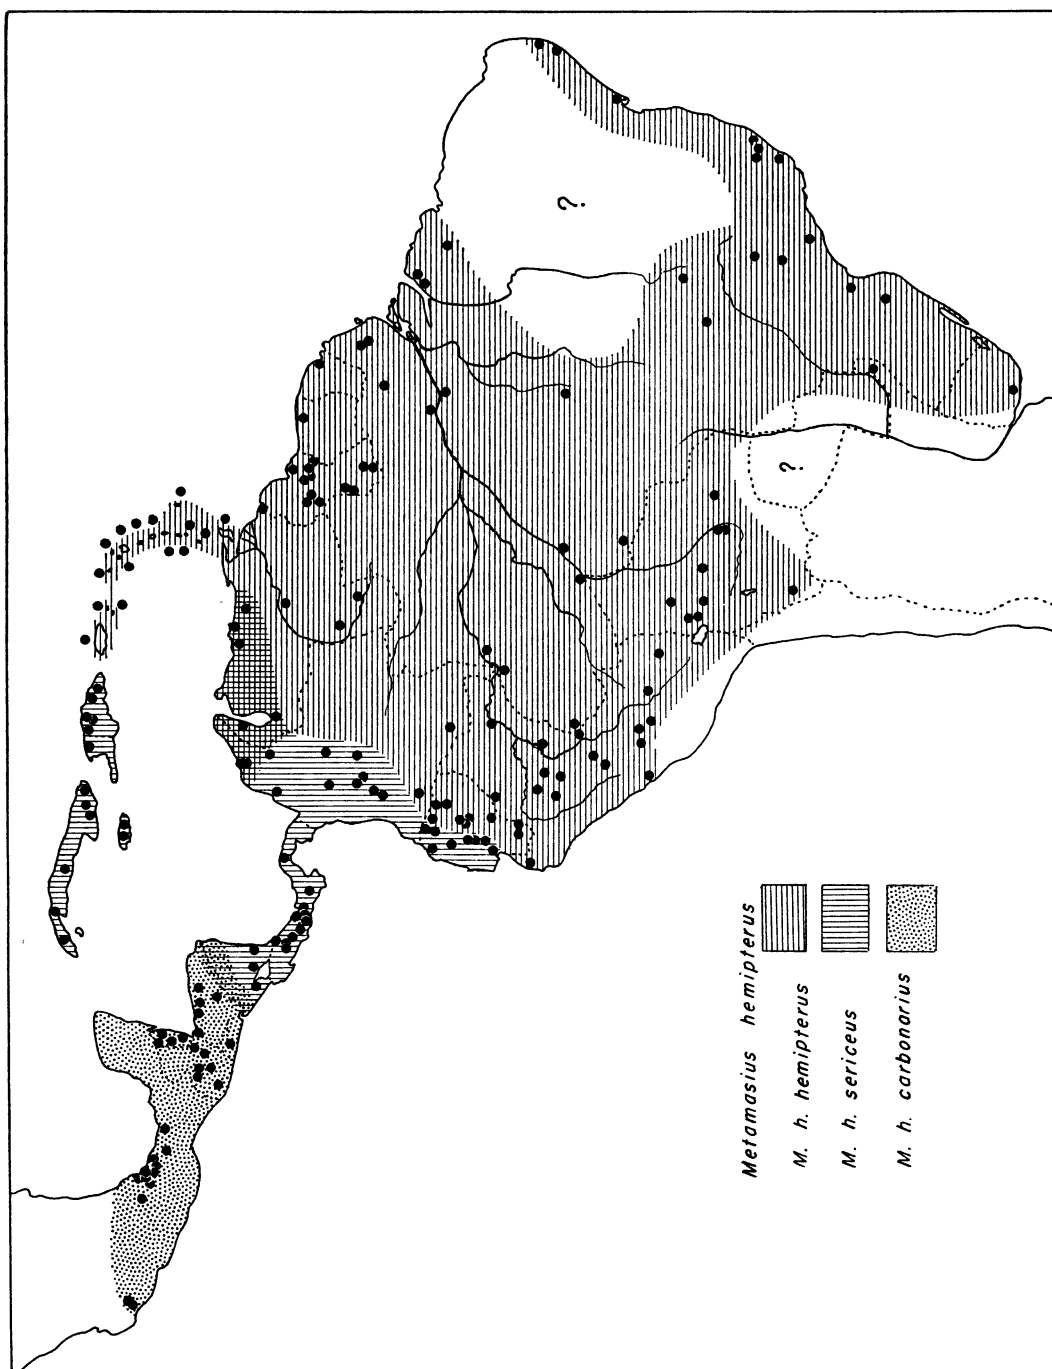 ?
?
Metamasius hemipterus
M. h. hemipterus
M. h. sericeus
M. h. carbonarius